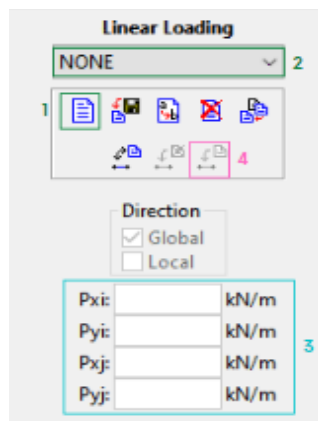 Linear Loading
NONE 2
1
4
Direction
Global
Local
Pxi: kN/m
Pyi: kN/m
3
Pxj: kN/m
Pyj: kN/m